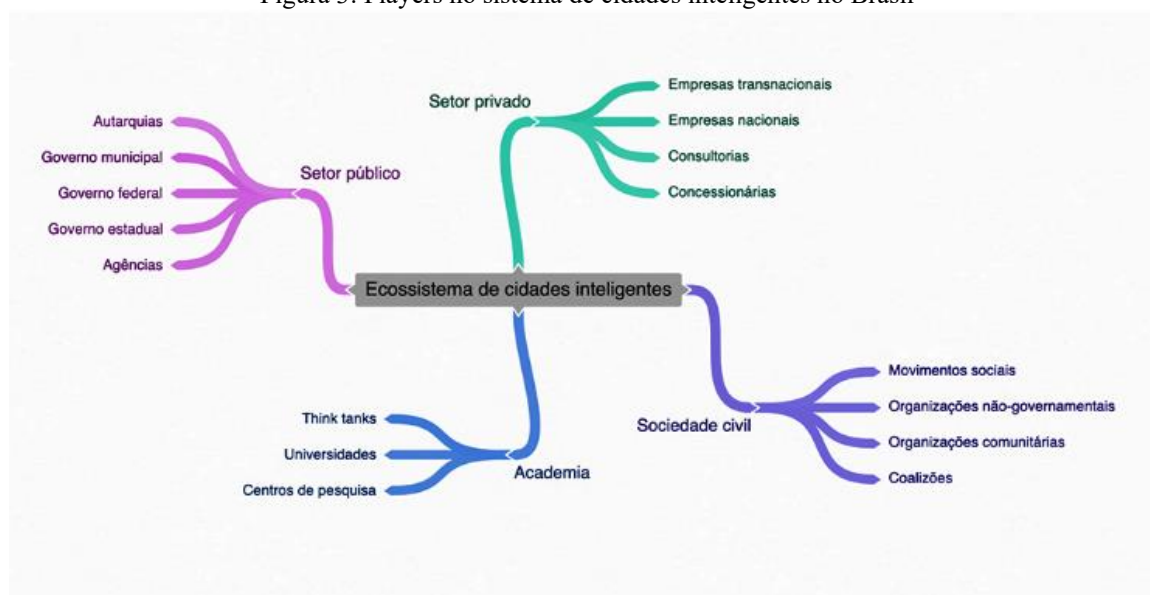 Figura 3: Players no sistema de cidades inteligentes no Brasil
Setor privado
Empresas transnacionais
Empresas nacionais
Consultorias
Concessionárias
Setor público
Autarquias
Governo municipal
Governo federal
Governo estadual
Agências
Ecossistema de cidades inteligentes
Sociedade civil
Movimentos sociais
Organizações não-governamentais
Organizações comunitárias
Coalizões
Academia
Think tanks
Universidades
Centros de pesquisa